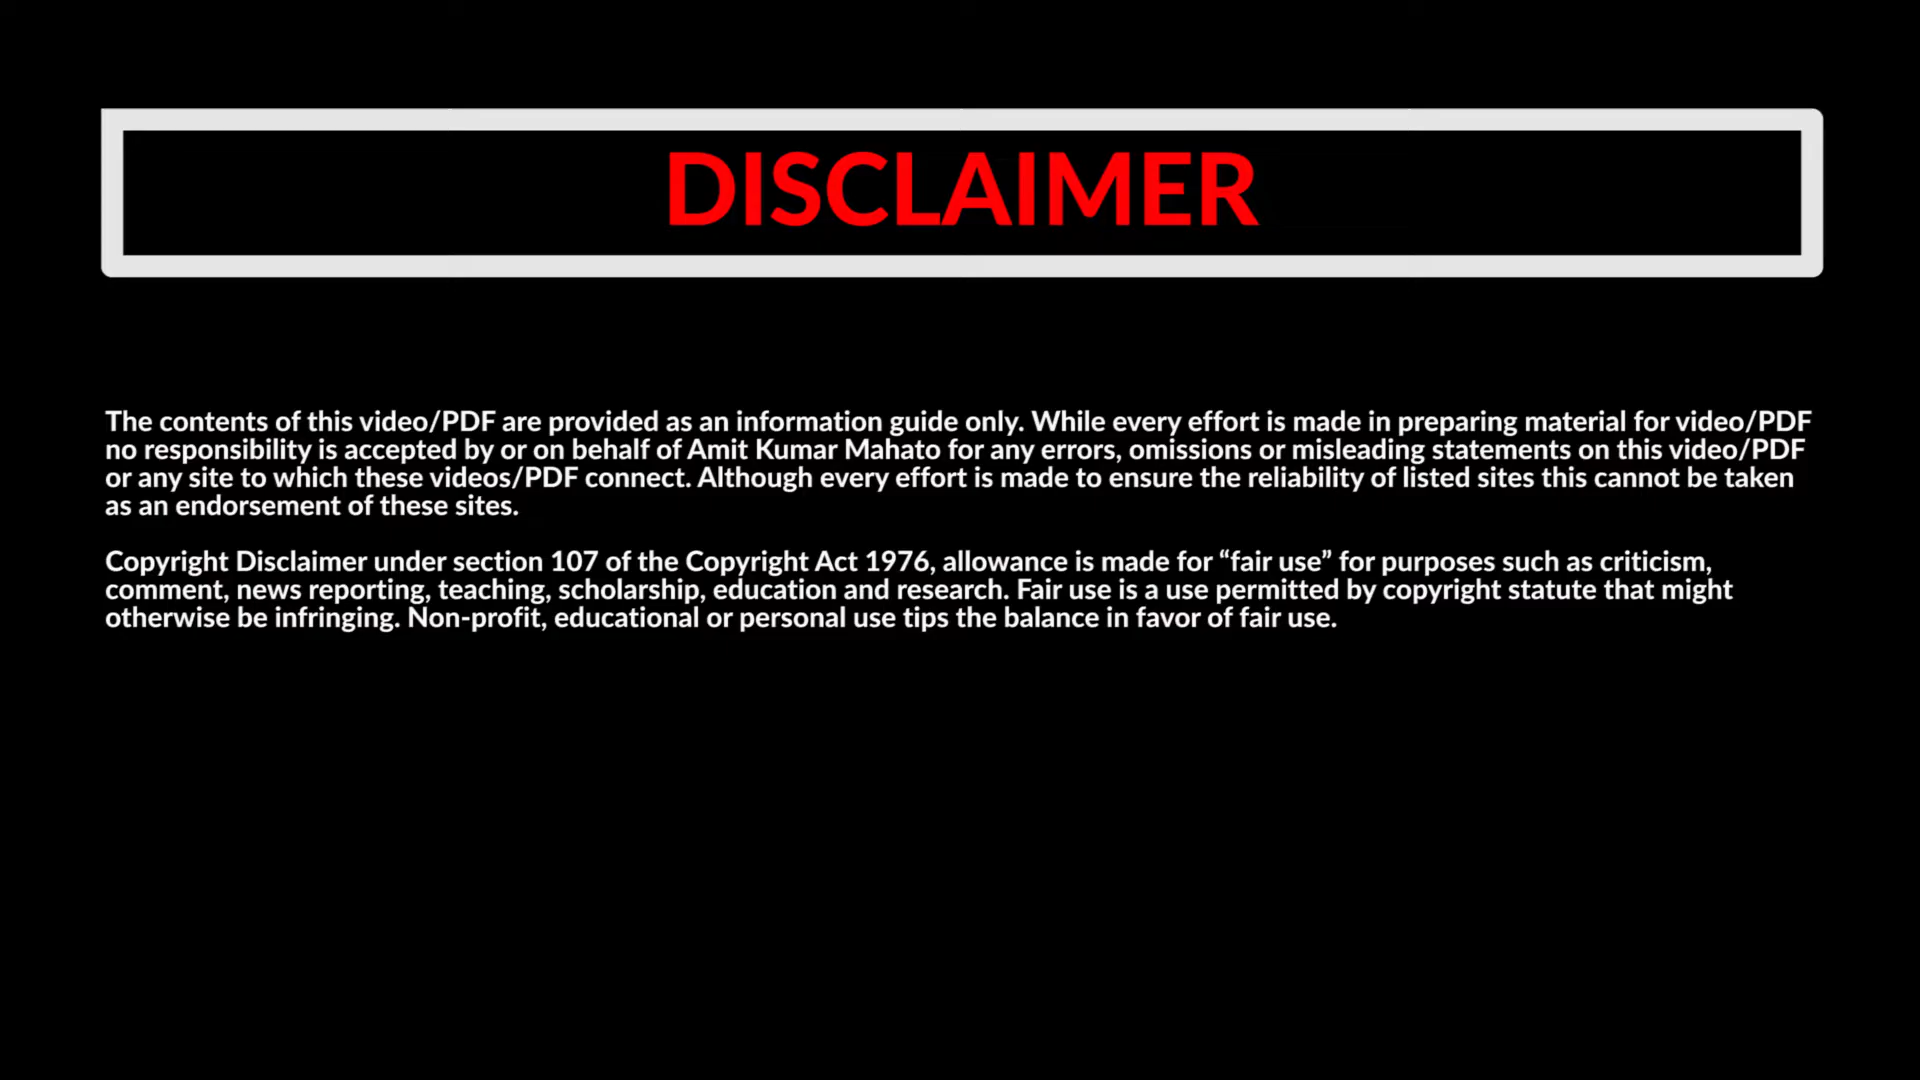 DISCLAIMER
The contents of this video/PDF are provided as an information guide only. While every effort is made in preparing material for video/PDF
no responsibility is accepted by or on behalf of Amit Kumar Mahato for any errors, omissions or misleading statements on this video/PDF
or any site to which these videos/PDF connect. Although every effort is made to ensure the reliability of listed sites this cannot be taken
as an endorsement of these sites.
Copyright Disclaimer under section 107 of the Copyright Act 1976, allowance is made for “fair use” for purposes such as criticism,
comment, news reporting, teaching, scholarship, education and research. Fair use is a use permitted by copyright statute that might
otherwise be infringing. Non-profit, educational or personal use tips the balance in favor of fair use.